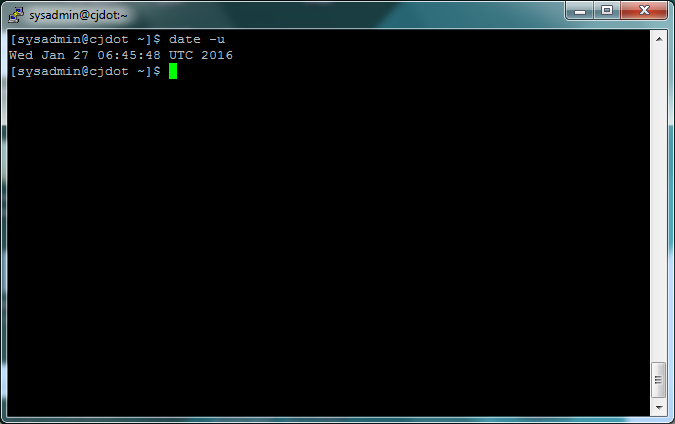 sysadmin@cjdot:~
[sysadmin@cjdot ~]$ date -u
Wed Jan 27 06:45:48 UTC 2016
[sysadmin@cjdot ~]$